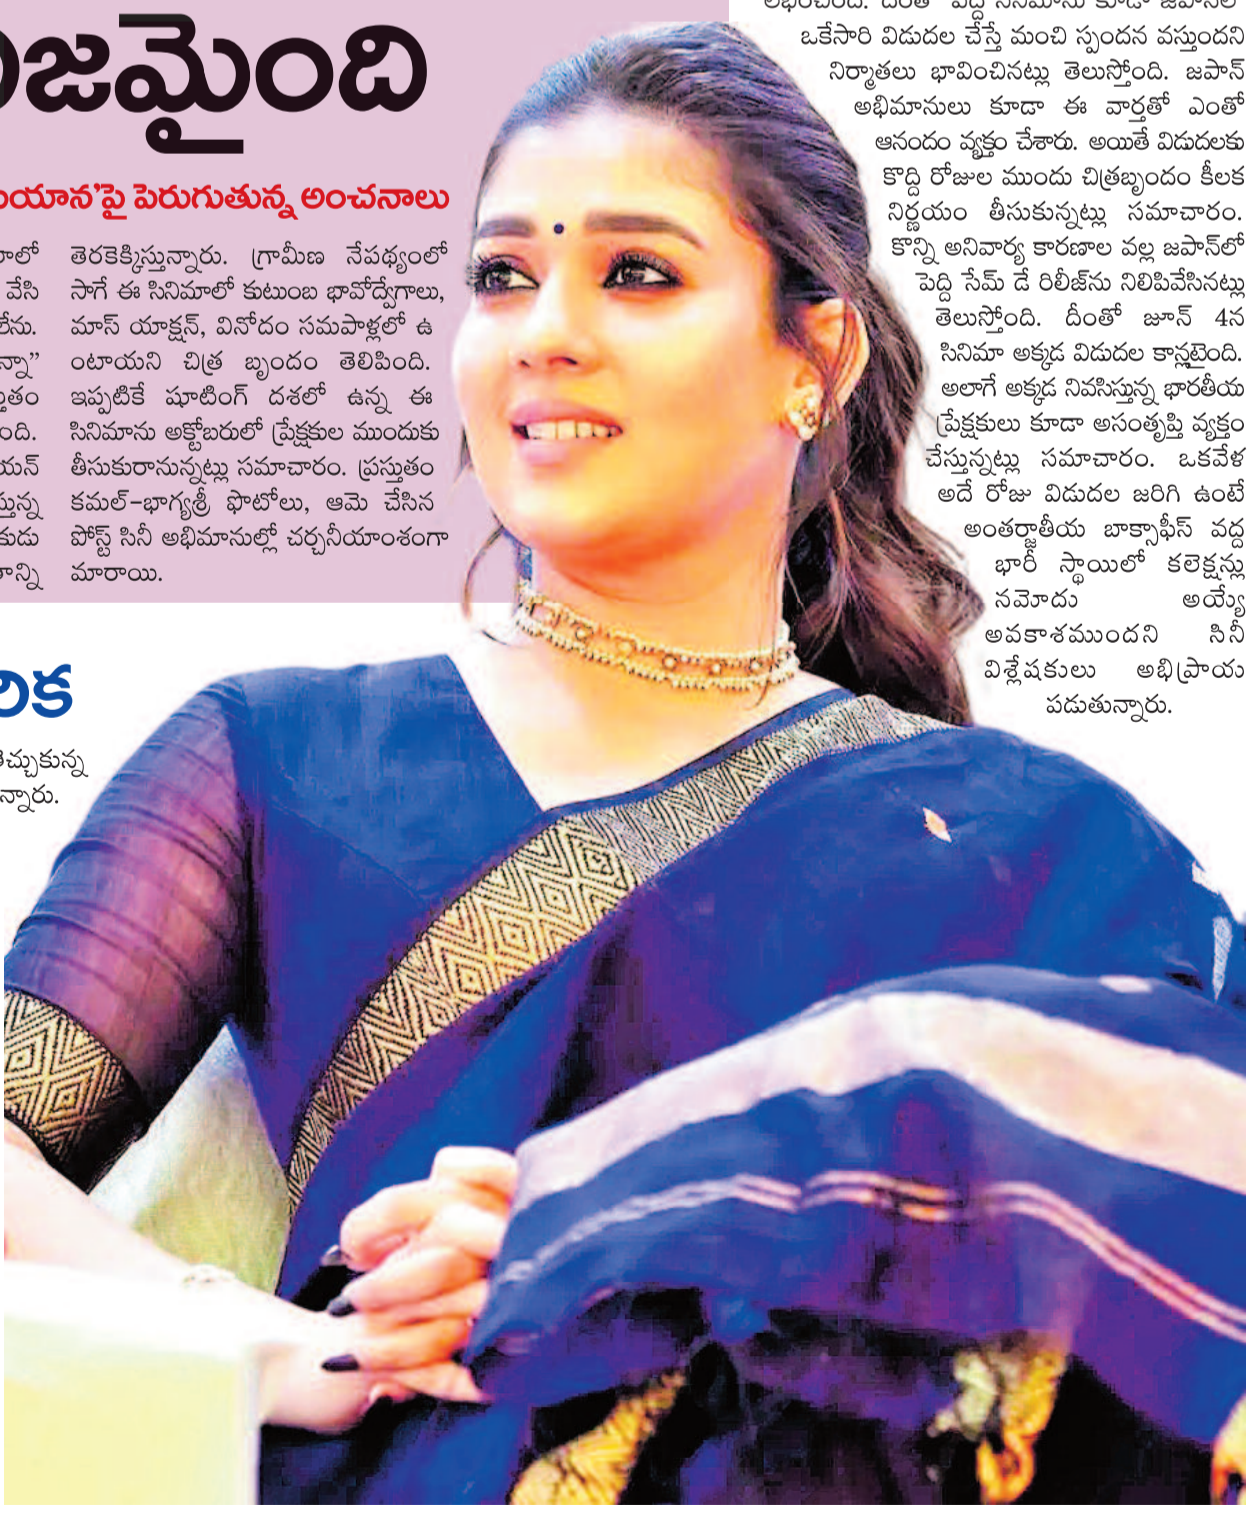 జమైంది
యాన’పై పెరుగుతున్న అంచనాలు
వేసి
లేను.
న్నా”
తం
ంది.
యన్
స్తున్న
కుడు
తెరకెక్కిస్తున్నారు. గ్రామీణ నేపథ్యంలో
సాగే ఈ సినిమాలో కుటుంబ భావోద్వేగాలు,
మాస్ యాక్షన్, వినోదం సమపాళ్లలో ఉ
ంటాయని చిత్ర బృందం తెలిపింది.
ఇప్పటికే షూటింగ్ దశలో ఉన్న ఈ
సినిమాను అక్టోబరులో ప్రేక్షకుల ముందుకు
తీసుకురానున్నట్లు సమాచారం. ప్రస్తుతం
కమల్-భాగ్యశ్రీ ఫొటోలు, ఆమె చేసిన
పోస్ట్ సినీ అభిమానుల్లో చర్చనీయాంశంగా
మారాయి.
రిక
తెచ్చుకున్న
న్నారు.
లభించింది. దీంతో పెద్ది సినిమాను కూడా జపాన్‌లో
ఒకేసారి విడుదల చేస్తే మంచి స్పందన వస్తుందని
నిర్మాతలు భావించినట్లు తెలుస్తోంది. జపాన్
అభిమానులు కూడా ఈ వార్తతో ఎంతో
ఆనందం వ్యక్తం చేశారు. అయితే విడుదలకు
కొద్ది రోజుల ముందు చిత్రబృందం కీలక
నిర్ణయం తీసుకున్నట్లు సమాచారం.
కొన్ని అనివార్య కారణాల వల్ల జపాన్‌లో
పెద్ది సేమ్ డే రిలీజ్‌ను నిలిపివేసినట్లు
తెలుస్తోంది. దీంతో జూన్ 4న
సినిమా అక్కడ విడుదల కాన్నట్లైంది.
అలాగే అక్కడ నివసిస్తున్న భారతీయ
ప్రేక్షకులు కూడా అసంతృప్తి వ్యక్తం
చేస్తున్నట్లు సమాచారం. ఒకవేళ
అదే రోజు విడుదల జరిగి ఉంటే
అంతర్జాతీయ బాక్సాఫీస్ వద్ద
భారీ స్థాయిలో కలెక్షన్లు
నమోదు అయ్యే
అవకాశముందని సినీ
విశ్లేషకులు అభిప్రాయ
పడుతున్నారు.